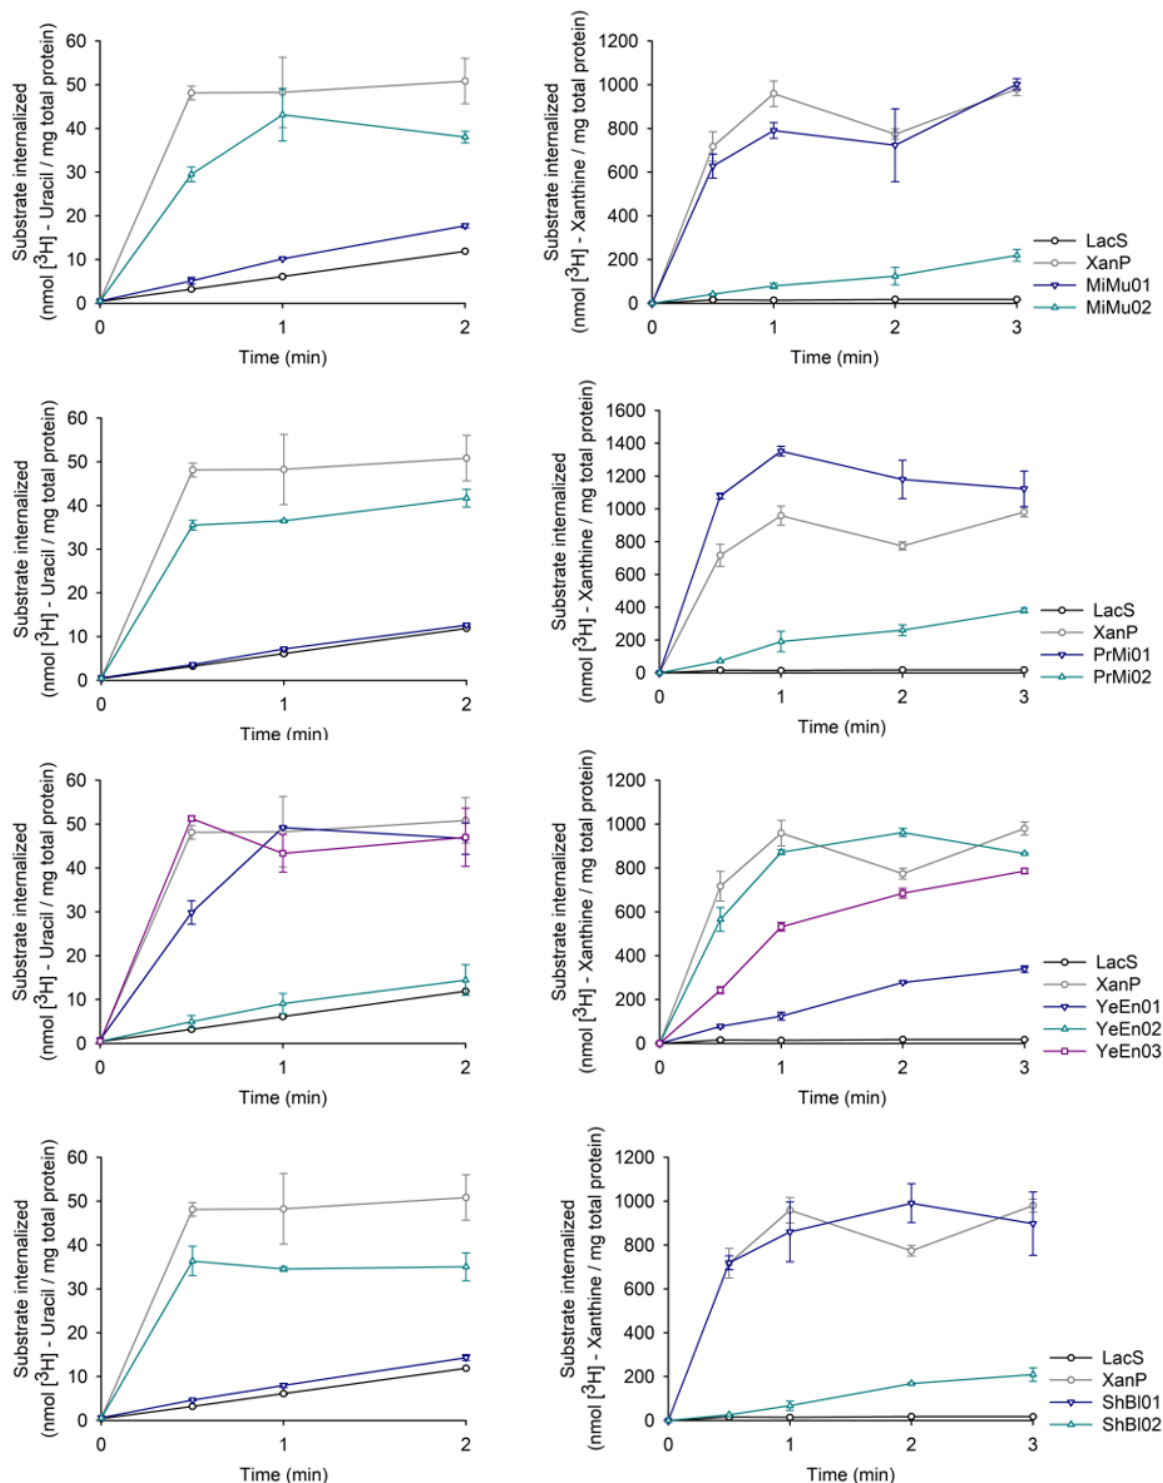 Substrate internalized
(nmol [³H] - Uracil / mg total protein)
60
50
40
30
20
10
0
0
1
2
Time (min)
Substrate internalized
(nmol [³H] - Xanthine / mg total protein)
1200
1000
800
600
400
200
0
0
1
2
3
Time (min)
LacS
XanP
MiMu01
MiMu02
Substrate internalized
(nmol [³H] - Uracil / mg total protein)
60
50
40
30
20
10
0
0
1
2
Time (min)
Substrate internalized
(nmol [³H] - Xanthine / mg total protein)
1600
1400
1200
1000
800
600
400
200
0
0
1
2
3
Time (min)
LacS
XanP
PrMi01
PrMi02
Substrate internalized
(nmol [³H] - Uracil / mg total protein)
60
50
40
30
20
10
0
0
1
2
Time (min)
Substrate internalized
(nmol [³H] - Xanthine / mg total protein)
1200
1000
800
600
400
200
0
0
1
2
3
Time (min)
LacS
XanP
YeEn01
YeEn02
YeEn03
Substrate internalized
(nmol [³H] - Uracil / mg total protein)
60
50
40
30
20
10
0
0
1
2
Time (min)
Substrate internalized
(nmol [³H] - Xanthine / mg total protein)
1200
1000
800
600
400
200
0
0
1
2
3
Time (min)
LacS
XanP
ShBl01
ShBl02